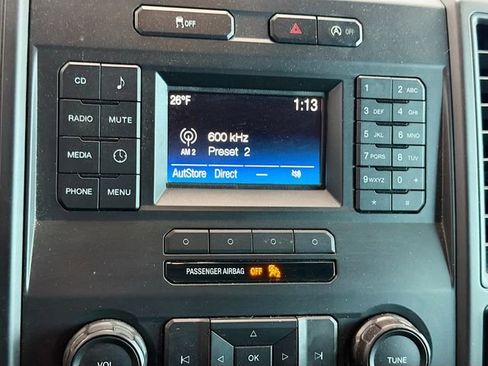 OFF
OFF
CD
RADIO MUTE
MEDIA
PHONE MENU
26°F 1:13
600 kHz
AM 2 Preset 2
AutStore Direct —
1 2 ABC
3 DEF 4 GHI
5 JKL 6 MNO
7 PQRS 8 TUV
9 WXYZ 0 +
* #
PASSENGER AIRBAG OFF
VOL OK TUNE